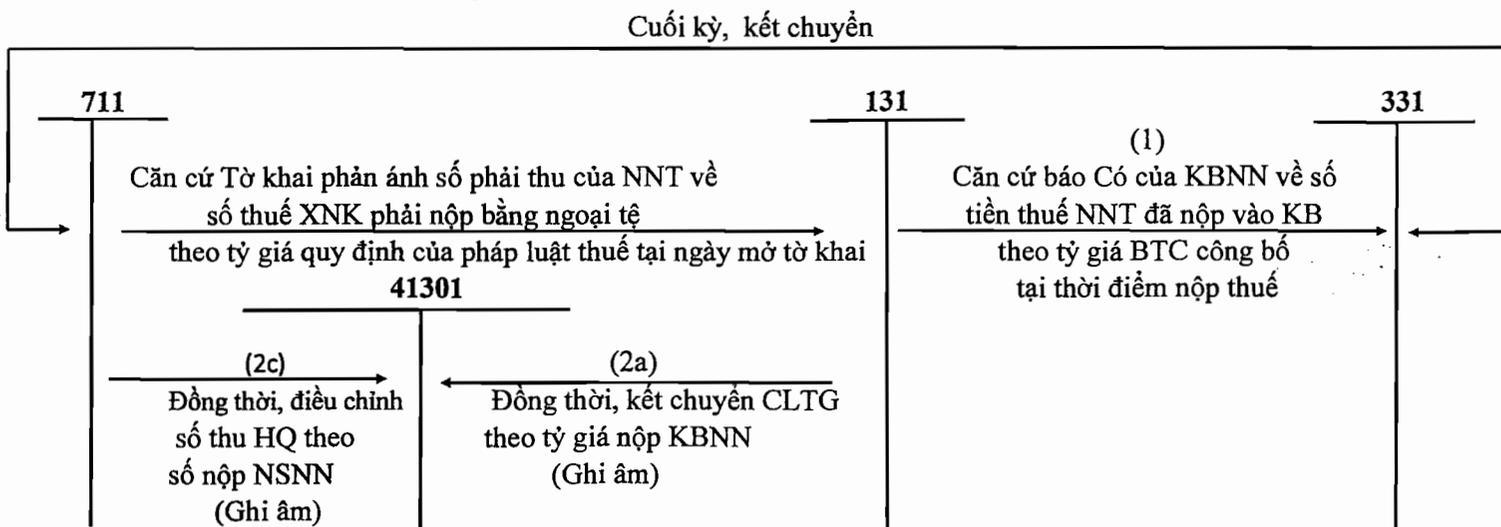 Cuối kỳ, kết chuyển
711
131
331
Căn cứ Tờ khai phản ánh số phải thu của NNT về
số thuế XNK phải nộp bằng ngoại tệ
theo tỷ giá quy định của pháp luật thuế tại ngày mở tờ khai
(1)
Căn cứ báo Có của KBNN về số
tiền thuế NNT đã nộp vào KB
theo tỷ giá BTC công bố
tại thời điểm nộp thuế
41301
(2c)
Đồng thời, điều chỉnh
số thu HQ theo
số nộp NSNN
(Ghi âm)
(2a)
Đồng thời, kết chuyển CLTG
theo tỷ giá nộp KBNN
(Ghi âm)